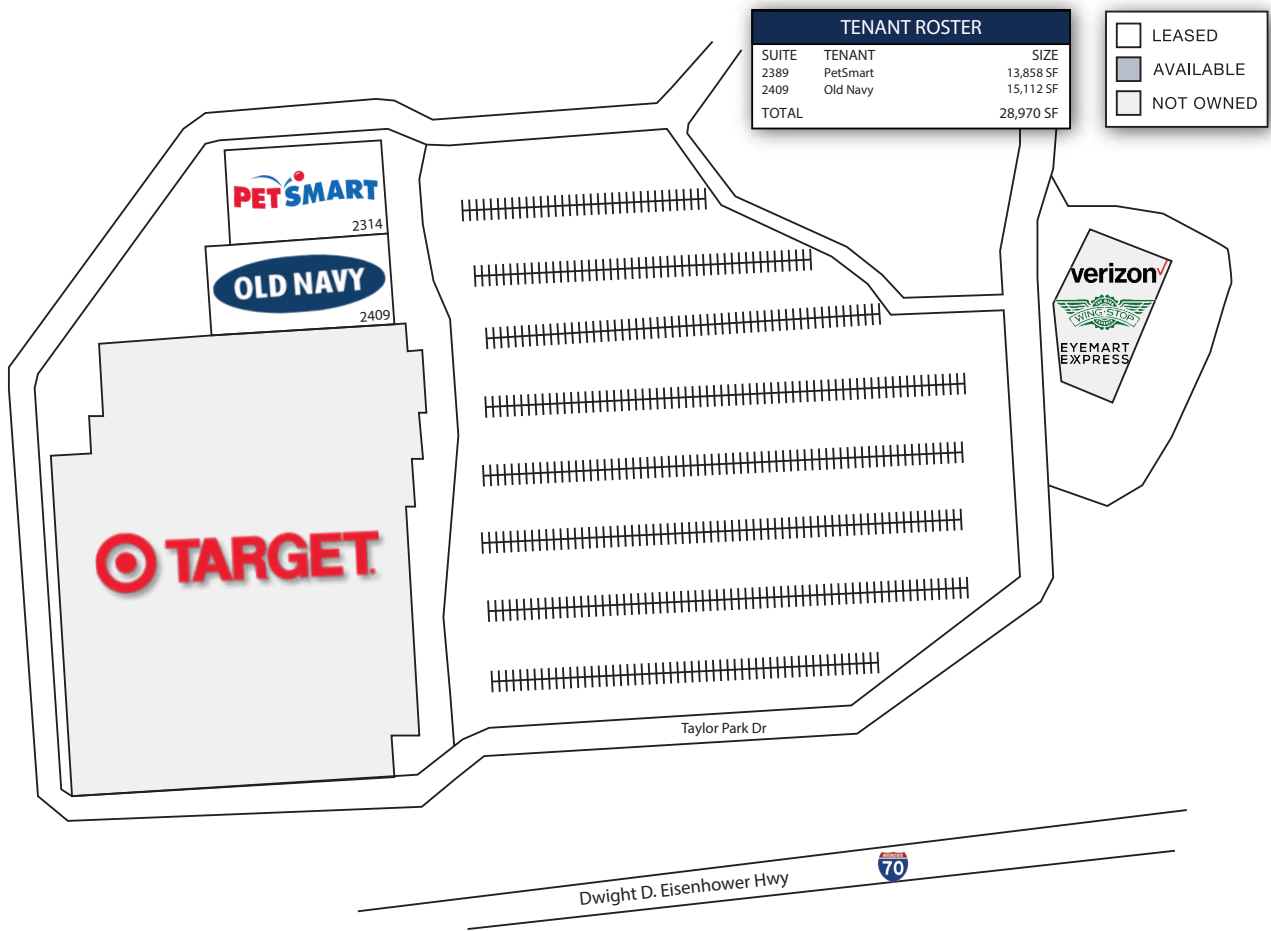 TENANT ROSTER
SUITE TENANT SIZE
2389 PetSmart 13,858 SF
2409 Old Navy 15,112 SF
TOTAL 28,970 SF
LEASED
AVAILABLE
NOT OWNED
PETSMART
2314
OLD NAVY
2409
verizon
WING·STOP
EYEMART
EXPRESS
TARGET
Taylor Park Dr
Dwight D. Eisenhower Hwy
70